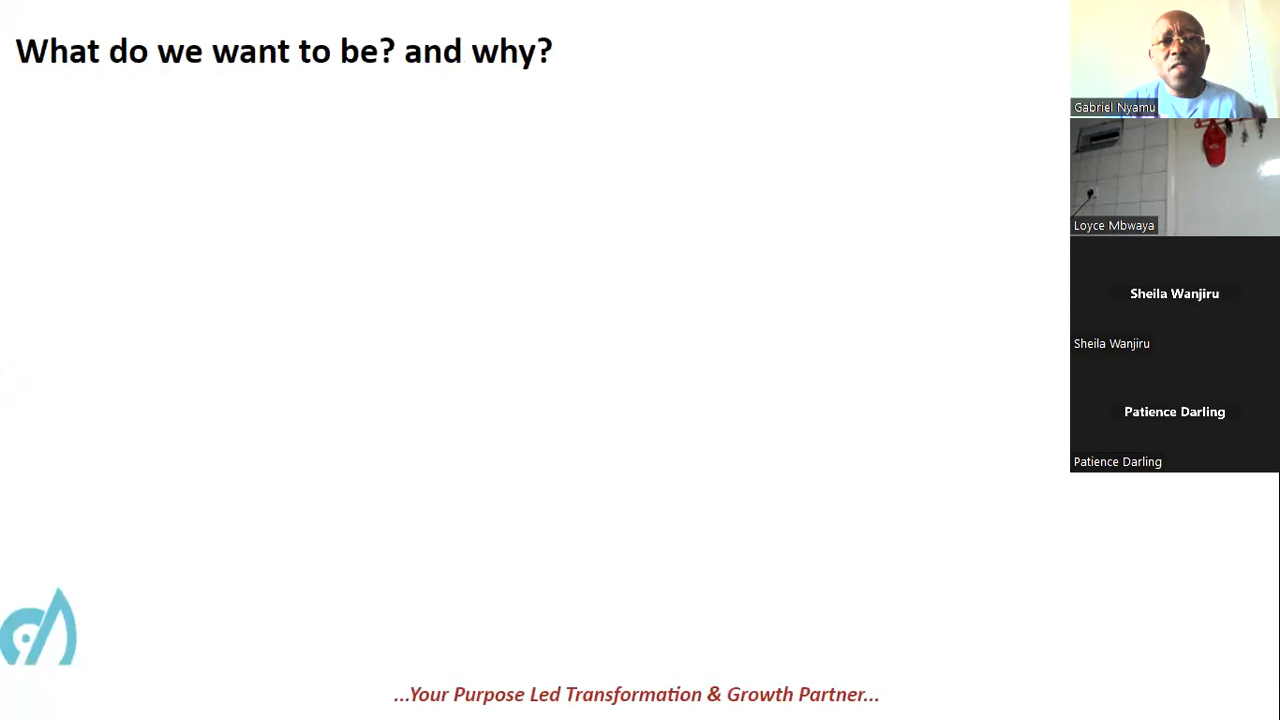 What do we want to be? and why?
Gabriel Nyamu
Loyce Mbwaya
Sheila Wanjiru
Sheila Wanjiru
Patience Darling
Patience Darling
...Your Purpose Led Transformation & Growth Partner...